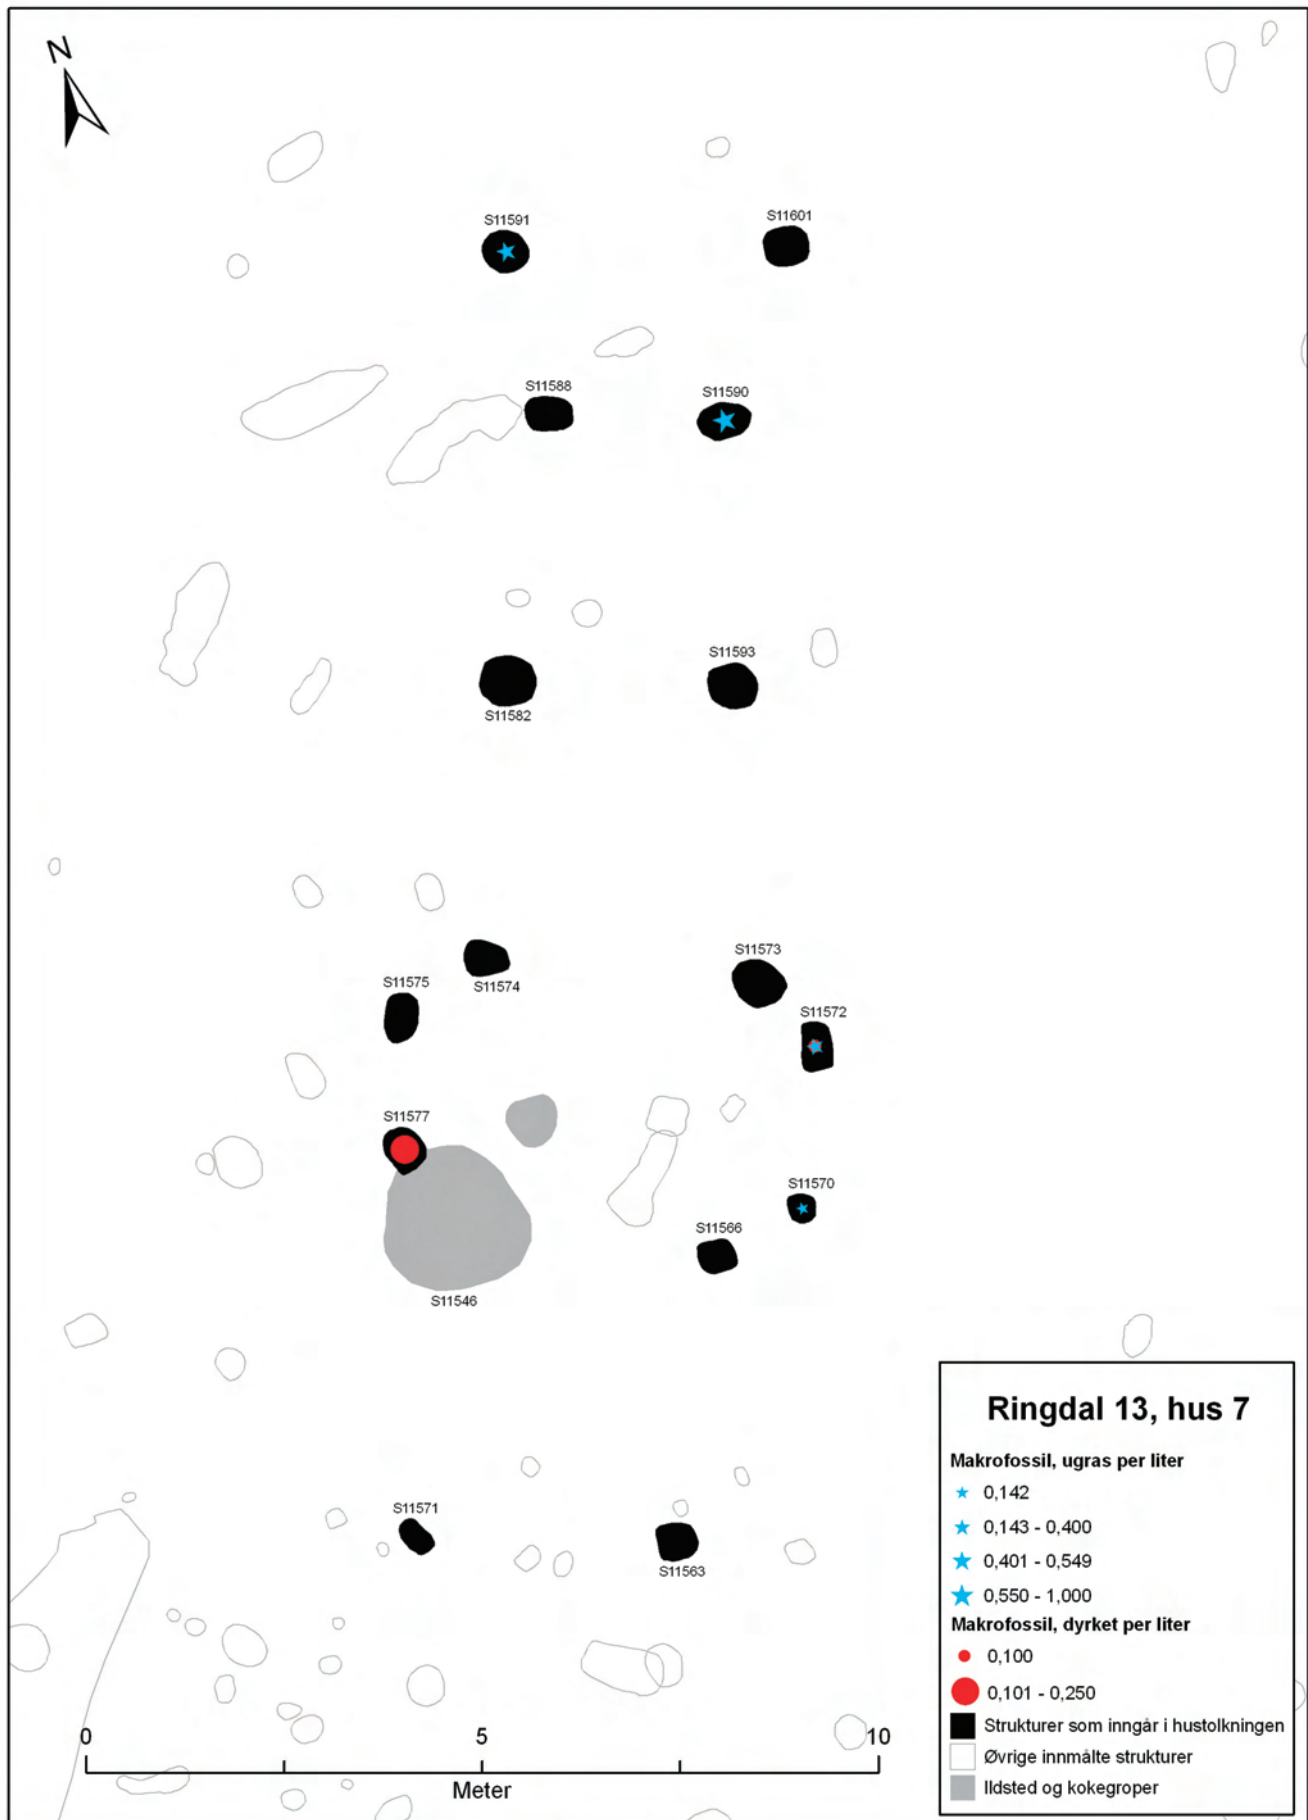 N
S11591
S11601
S11588
S11590
S11593
S11582
S11573
S11575
S11574
S11572
S11577
S11570
S11566
S11546
S11571
S11563
0 5 10
Meter
Ringdal 13, hus 7
Makrofossil, ugras per liter
0,142
0,143 - 0,400
0,401 - 0,549
0,550 - 1,000
Makrofossil, dyrket per liter
0,100
0,101 - 0,250
Strukturer som inngår i hustolkningen
Øvrige innmålte strukturer
Ildsted og kokegroper